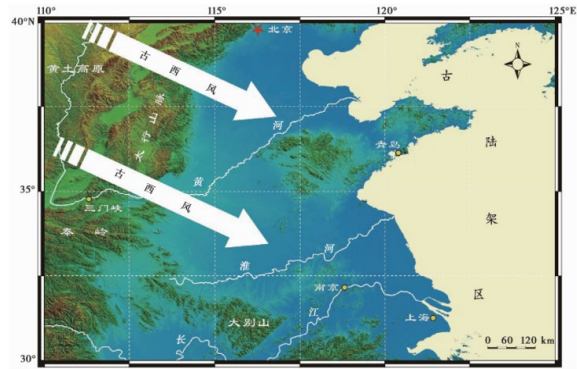 110
115°E
120°E
125°E
40°N
北京
N
古西风
黄土高原
太行山脉
古陆架区
黄河
青岛
古西风
35°
三门峡
秦岭
淮河
南京
上海
大别山
长江
0 60 120 km
30°